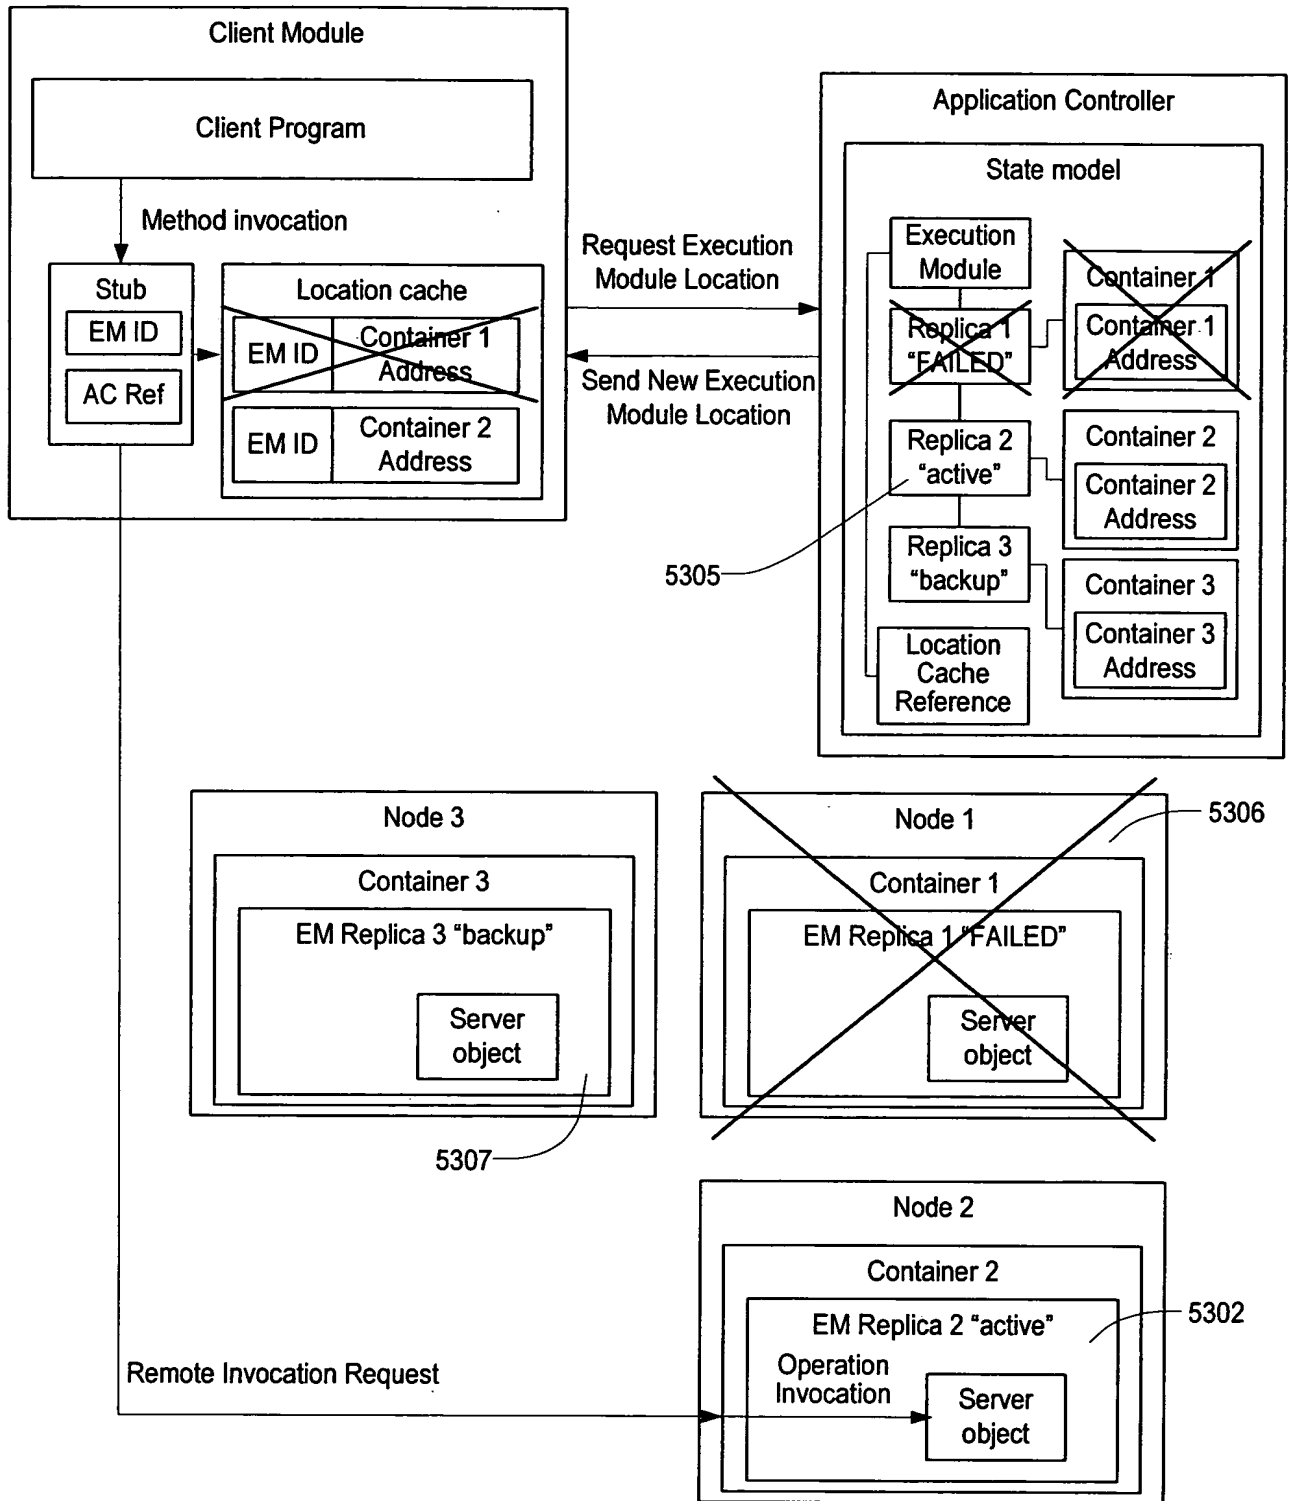 Client Module
Client Program
Method invocation
Stub
EM ID
AC Ref
Location cache
EM ID
Container 1
Address
EM ID
Container 2
Address
Request Execution
Module Location
Send New Execution
Module Location
Application Controller
State model
Execution
Module
Replica 1
"FAILED"
Replica 2
"active"
Replica 3
"backup"
Location
Cache
Reference
Container 1
Container 1
Address
Container 2
Container 2
Address
Container 3
Container 3
Address
5305
Node 3
Container 3
EM Replica 3 "backup"
Server
object
5307
Node 1
Container 1
EM Replica 1 "FAILED"
Server
object
5306
Node 2
Container 2
EM Replica 2 "active"
Operation
Invocation
Server
object
5302
Remote Invocation Request